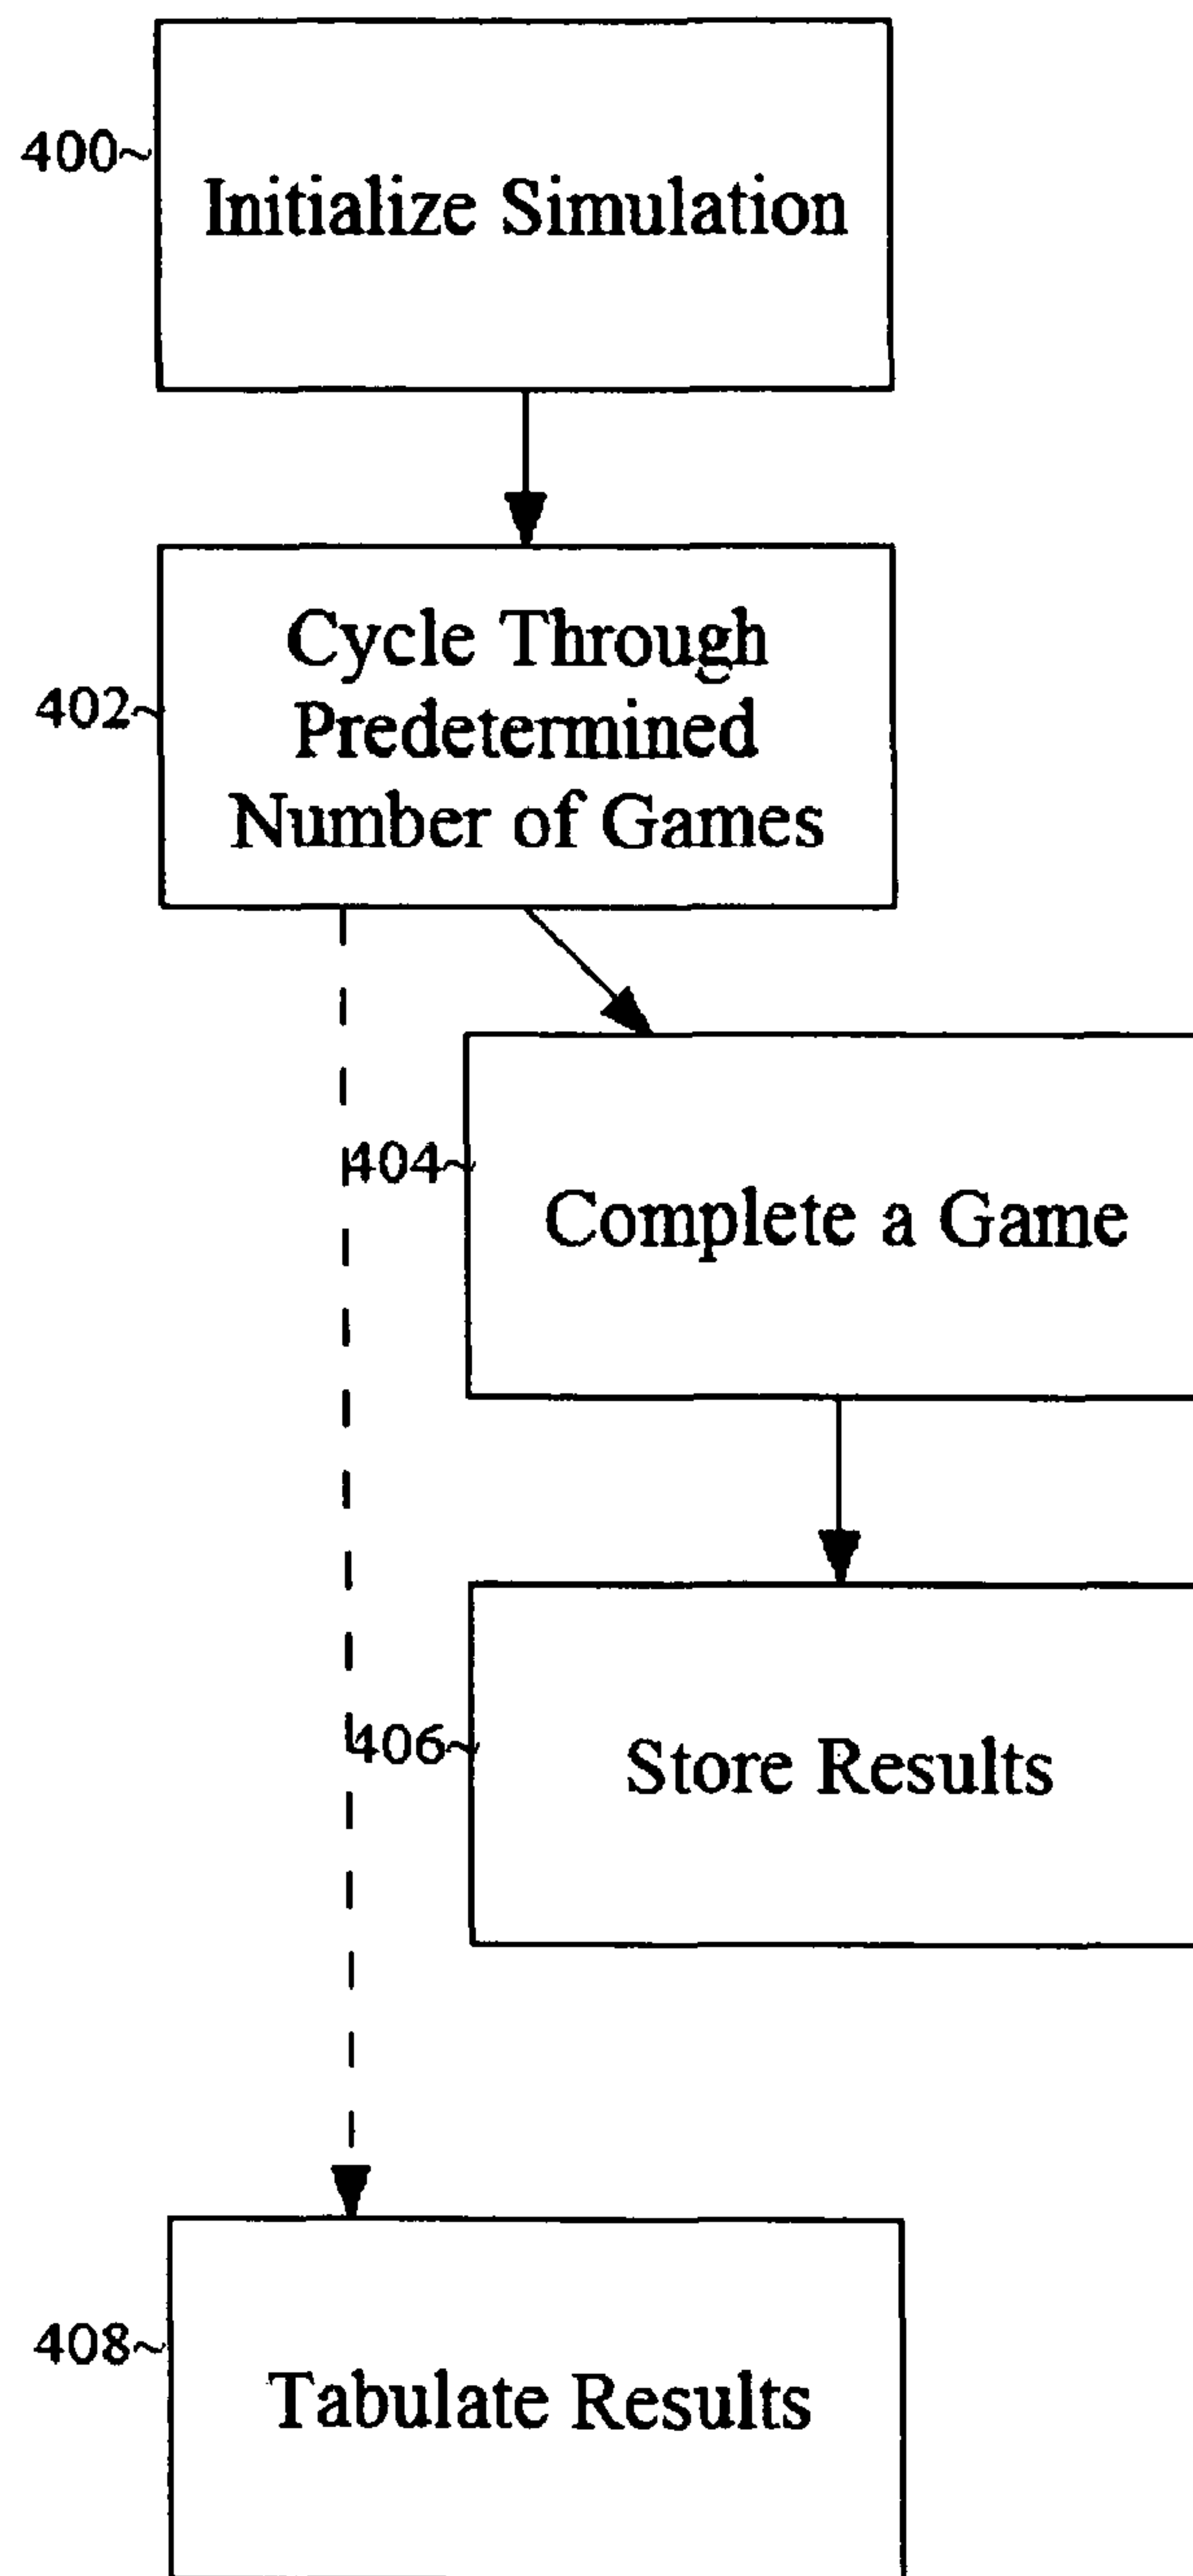 400~
Initialize Simulation
402~
Cycle Through
Predetermined
Number of Games
404~
Complete a Game
406~
Store Results
408~
Tabulate Results